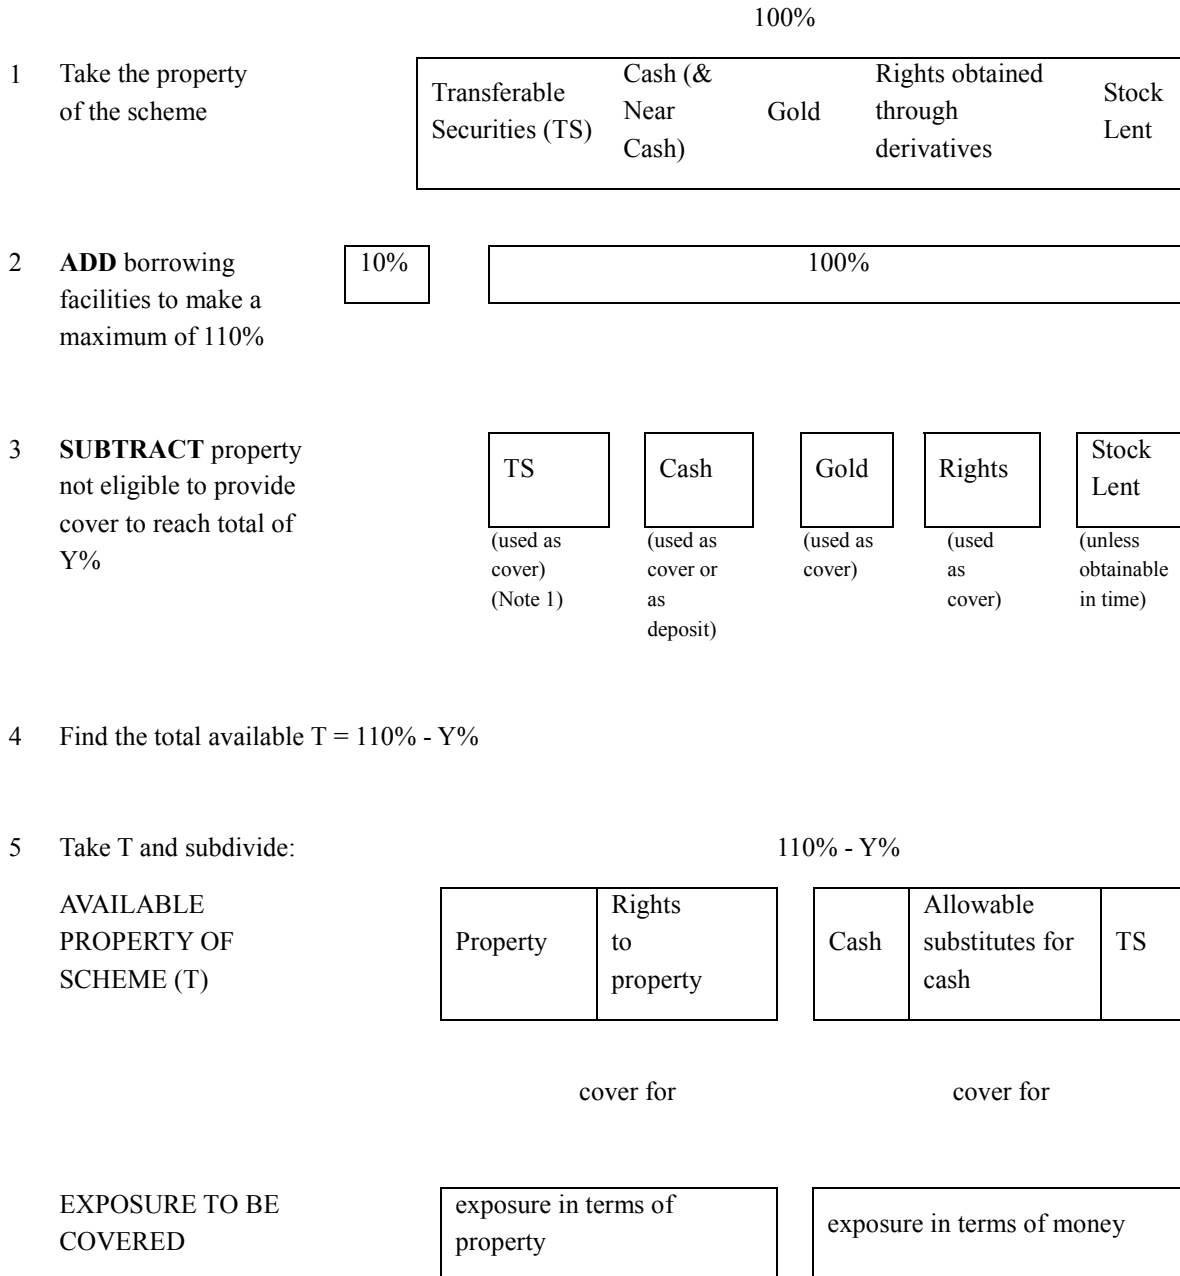 100%
1 Take the property
of the scheme
Transferable
Securities (TS)
Cash (&
Near
Cash)
Gold
Rights obtained
through
derivatives
Stock
Lent
2 ADD borrowing
facilities to make a
maximum of 110%
10%
100%
3 SUBTRACT property
not eligible to provide
cover to reach total of
Y%
TS
(used as
cover)
(Note 1)
Cash
(used as
cover or
as
deposit)
Gold
(used as
cover)
Rights
(used
as
cover)
Stock
Lent
(unless
obtainable
in time)
4 Find the total available T = 110% - Y%
5 Take T and subdivide:
110% - Y%
AVAILABLE
PROPERTY OF
SCHEME (T)
Property
Rights
to
property
Cash
Allowable
substitutes for
cash
TS
cover for
cover for
EXPOSURE TO BE
COVERED
exposure in terms of
property
exposure in terms of money